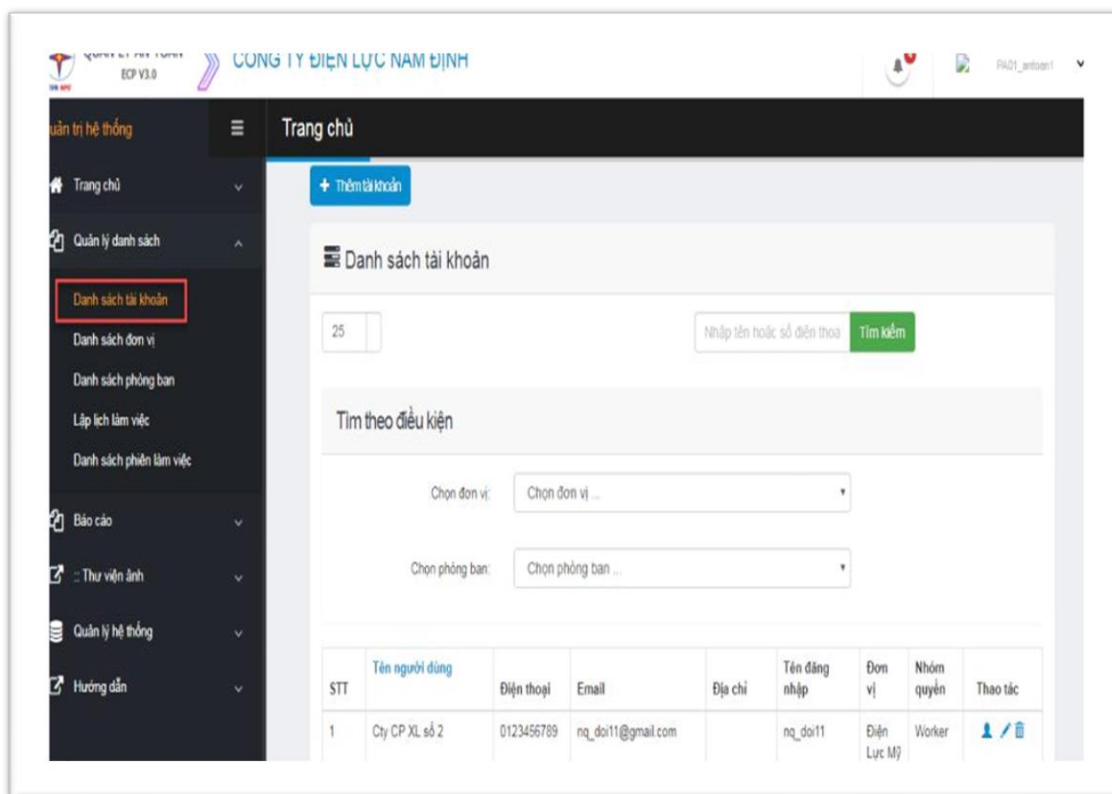 QUẢN LÝ AN TOÀN
ECP V3.0
CÔNG TY ĐIỆN LỰC NAM ĐỊNH
PA01_antoan1
uản trị hệ thống
Trang chủ
Trang chủ
Thêm tài khoản
Quản lý danh sách
Danh sách tài khoản
Danh sách tài khoản
Danh sách đơn vị
25
Nhập tên hoặc số điện thoạ
Tìm kiếm
Danh sách phòng ban
Lập lịch làm việc
Danh sách phiên làm việc
Tìm theo điều kiện
Chọn đơn vị:
Chọn đơn vị ...
Chọn phòng ban:
Chọn phòng ban ...
Báo cáo
:: Thư viện ảnh
Quản lý hệ thống
Hướng dẫn
STT Tên người dùng Điện thoại Email Địa chỉ Tên đăng nhập Đơn vị Nhóm quyền Thao tác
1 Cty CP XL số 2 0123456789 nq_doi11@gmail.com nq_doi11 Điện Lực Mỹ Worker